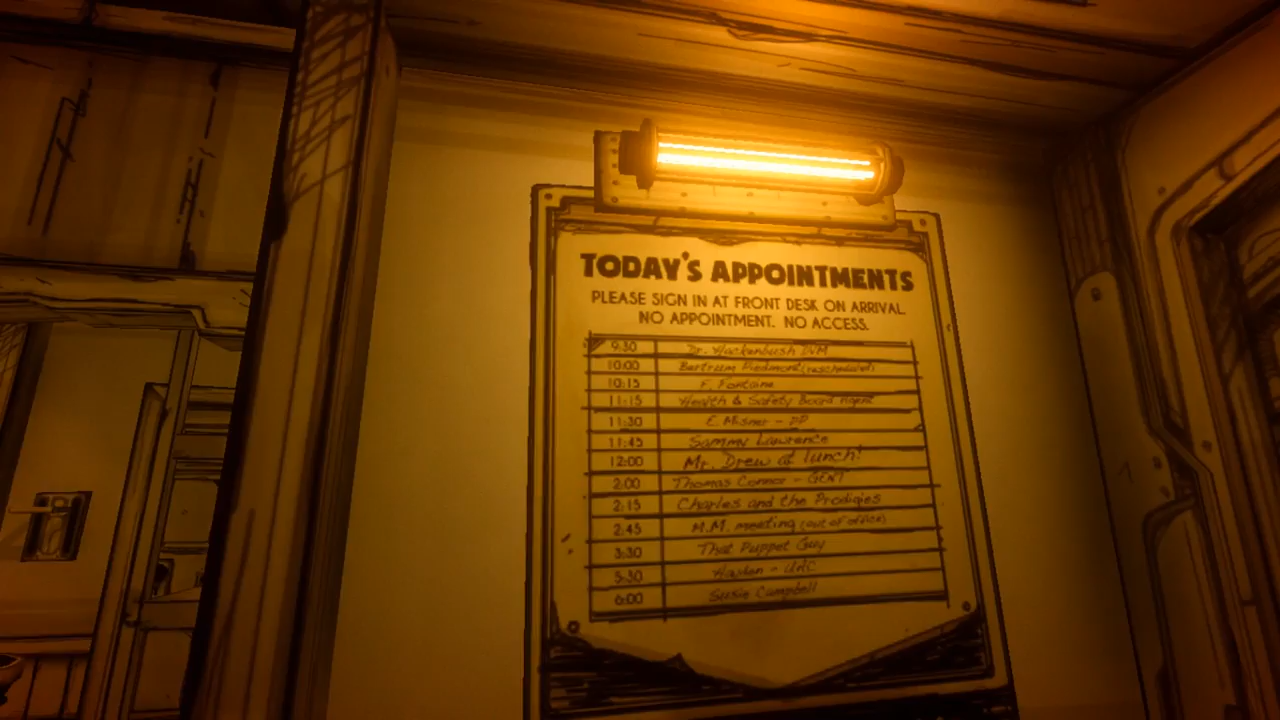 TODAY'S APPOINTMENTS
PLEASE SIGN IN AT FRONT DESK ON ARRIVAL.
NO APPOINTMENT. NO ACCESS.
9:30 Dr. Hackenbush DVM
10:00 Bertrum Piedmont (rescheduled)
10:15 F. Fontaine
11:15 Health & Safety Board Agent
11:30 E. Misner - DP
11:45 Sammy Lawrence
12:00 Mr. Drew at lunch!
2:00 Thomas Connor - GENT
2:15 Charles and the Prodigies
2:45 M.M. meeting (out of office)
3:30 That Puppet Guy
5:30 Hayden -
6:00 Susie Campbell